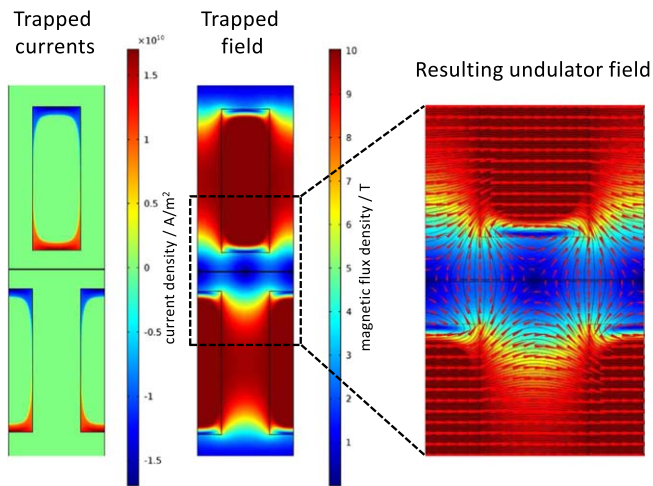 Trapped
currents
Trapped
field
Resulting undulator field
×10¹⁰
1.5
1
0.5
0
-0.5
-1
-1.5
current density / A/m²
10
9
8
7
6
5
4
3
2
1
magnetic flux density / T